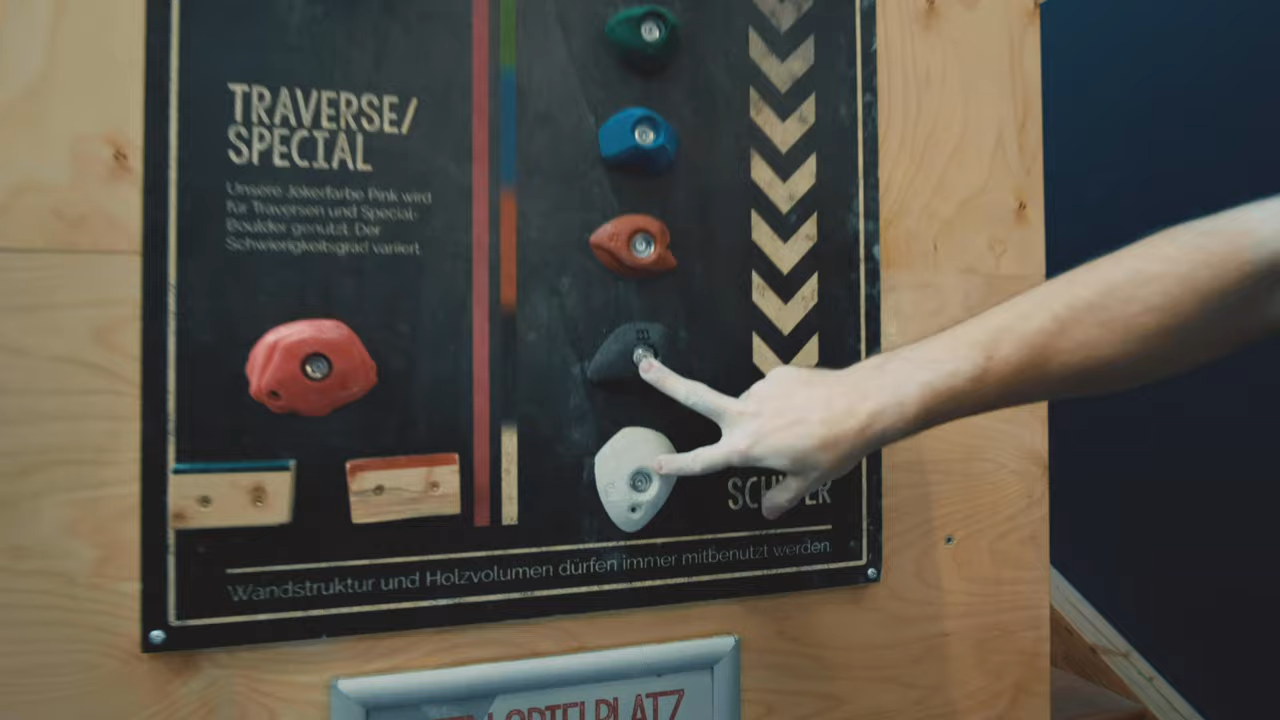 TRAVERSE/
SPECIAL
Unsere Jokerfarbe Pink wird
für Traversen und Special-
Boulder genutzt. Der
Schwierigkeitsgrad variiert.
Wandstruktur und Holzvolumen dürfen immer mitbenutzt werden.